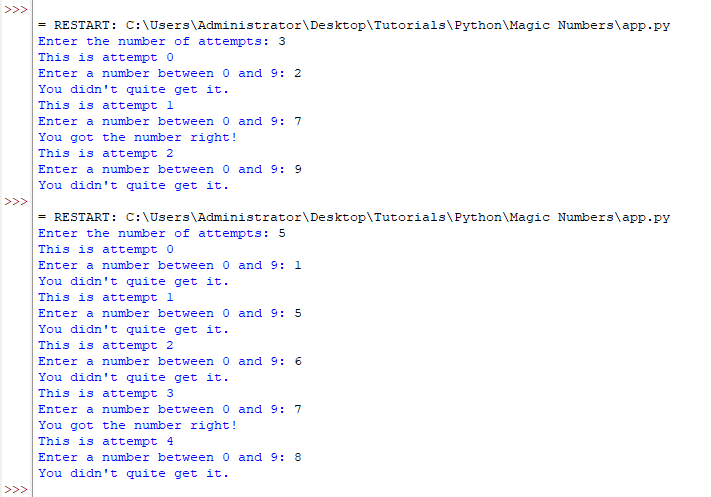 >>>
= RESTART: C:\Users\Administrator\Desktop\Tutorials\Python\Magic Numbers\app.py
Enter the number of attempts: 3
This is attempt 0
Enter a number between 0 and 9: 2
You didn't quite get it.
This is attempt 1
Enter a number between 0 and 9: 7
You got the number right!
This is attempt 2
Enter a number between 0 and 9: 9
You didn't quite get it.
>>>
= RESTART: C:\Users\Administrator\Desktop\Tutorials\Python\Magic Numbers\app.py
Enter the number of attempts: 5
This is attempt 0
Enter a number between 0 and 9: 1
You didn't quite get it.
This is attempt 1
Enter a number between 0 and 9: 5
You didn't quite get it.
This is attempt 2
Enter a number between 0 and 9: 6
You didn't quite get it.
This is attempt 3
Enter a number between 0 and 9: 7
You got the number right!
This is attempt 4
Enter a number between 0 and 9: 8
You didn't quite get it.
>>>